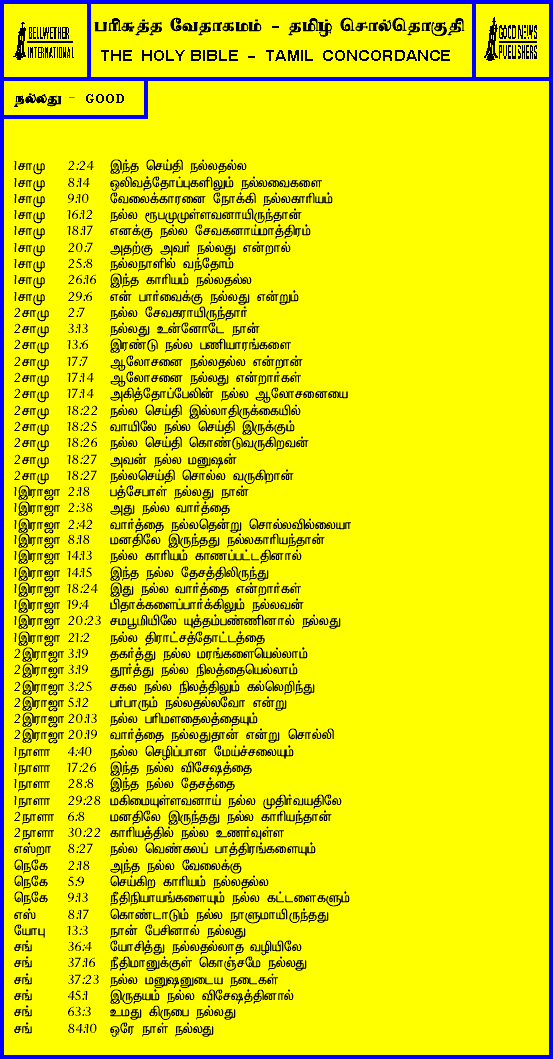 BELLWETHER
INTERNATIONAL
பரிசுத்த வேதாகமம் - தமிழ் சொல்தொகுதி
THE HOLY BIBLE - TAMIL CONCORDANCE
GOOD NEWS
PUBLISHERS
நல்லது - GOOD
1சாமு 2:24 இந்த செய்தி நல்லதல்ல
1சாமு 8:14 ஒலிவத்தோப்புகளிலும் நல்லவைகளை
1சாமு 9:10 வேலைக்காரனை நோக்கி நல்லகாரியம்
1சாமு 16:12 நல்ல ரூபமுமுள்ளவனாயிருந்தான்
1சாமு 18:17 எனக்கு நல்ல சேவகனாய்மாத்திரம்
1சாமு 20:7 அதற்கு அவர் நல்லது என்றால்
1சாமு 25:8 நல்லநாளில் வந்தோம்
1சாமு 26:16 இந்த காரியம் நல்லதல்ல
1சாமு 29:6 என் பார்வைக்கு நல்லது என்றும்
2சாமு 2:7 நல்ல சேவகராயிருந்தார்
2சாமு 3:13 நல்லது உன்னோடே நான்
2சாமு 13:6 இரண்டு நல்ல பணியாரங்களை
2சாமு 17:7 ஆலோசனை நல்லதல்ல என்றான்
2சாமு 17:14 ஆலோசனை நல்லது என்றார்கள்
2சாமு 17:14 அகித்தோப்பேலின் நல்ல ஆலோசனையை
2சாமு 18:22 நல்ல செய்தி இல்லாதிருக்கையில்
2சாமு 18:25 வாயிலே நல்ல செய்தி இருக்கும்
2சாமு 18:26 நல்ல செய்தி கொண்டுவருகிறவன்
2சாமு 18:27 அவன் நல்ல மனுஷன்
2சாமு 18:27 நல்லசெய்தி சொல்ல வருகிறான்
1இராஜா 2:18 பத்சேபாள் நல்லது நான்
1இராஜா 2:38 அது நல்ல வார்த்தை
1இராஜா 2:42 வார்த்தை நல்லதென்று சொல்லவில்லையா
1இராஜா 8:18 மனதிலே இருந்தது நல்லகாரியந்தான்
1இராஜா 14:13 நல்ல காரியம் காணப்பட்டதினால்
1இராஜா 14:15 இந்த நல்ல தேசத்திலிருந்து
1இராஜா 18:24 இது நல்ல வார்த்தை என்றார்கள்
1இராஜா 19:4 பிதாக்களைப்பார்க்கிலும் நல்லவன்
1இராஜா 20:23 சமபூமியிலே யுத்தம்பண்ணினால் நல்லது
1இராஜா 21:2 நல்ல திராட்சத்தோட்டத்தை
2இராஜா 3:19 தகர்த்து நல்ல மரங்களையெல்லாம்
2இராஜா 3:19 தூர்த்து நல்ல நிலத்தையெல்லாம்
2இராஜா 3:25 சகல நல்ல நிலத்திலும் கல்லெறிந்து
2இராஜா 5:12 பர்பாரும் நல்லதல்லவோ என்று
2இராஜா 20:13 நல்ல பரிமளதைலத்தையும்
2இராஜா 20:19 வார்த்தை நல்லதுதான் என்று சொல்லி
1நாளா 4:40 நல்ல செழிப்பான மேய்ச்சலையும்
1நாளா 17:26 இந்த நல்ல விசேஷத்தை
1நாளா 28:8 இந்த நல்ல தேசத்தை
1நாளா 29:28 மகிமையுள்ளவனாய் நல்ல முதிர்வயதிலே
2நாளா 6:8 மனதிலே இருந்தது நல்ல காரியந்தான்
2நாளா 30:22 காரியத்தில் நல்ல உணர்வுள்ள
எஸ்றா 8:27 நல்ல வெண்கலப் பாத்திரங்களையும்
நெகே 2:18 அந்த நல்ல வேலைக்கு
நெகே 5:9 செய்கிற காரியம் நல்லதல்ல
நெகே 9:13 நீதிநியாயங்களையும் நல்ல கட்டளைகளும்
எஸ் 8:17 கொண்டாடும் நல்ல நாளுமாயிருந்தது
யோபு 13:3 நான் பேசினால் நல்லது
சங் 36:4 யோசித்து நல்லதல்லாத வழியிலே
சங் 37:16 நீதிமானுக்குள் கொஞ்சமே நல்லது
சங் 37:23 நல்ல மனுஷனுடைய நடைகள்
சங் 45:1 இருதயம் நல்ல விசேஷத்தினால்
சங் 63:3 உமது கிருபை நல்லது
சங் 84:10 ஒரே நாள் நல்லது